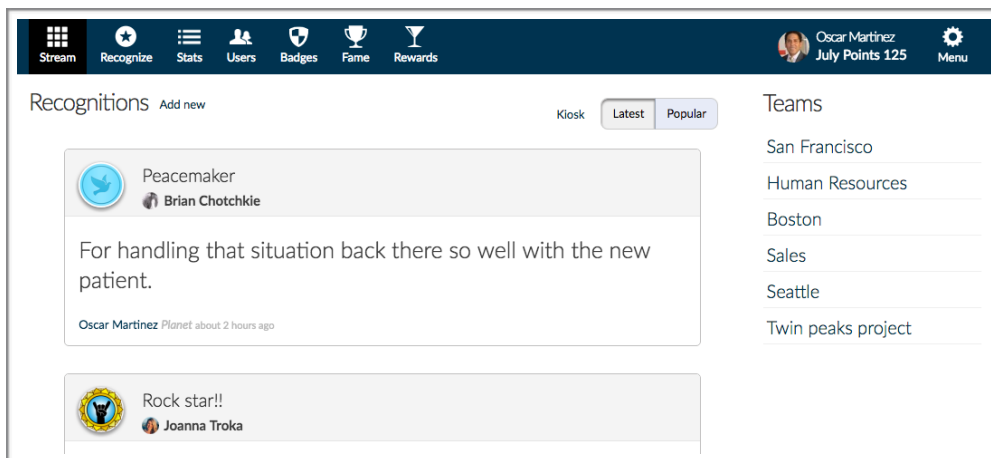 Stream Recognize Stats Users Badges Fame Rewards
Oscar Martinez
July Points 125
Menu
Recognitions Add new
Kiosk Latest Popular
Peacemaker
Brian Chotchkie
For handling that situation back there so well with the new
patient.
Oscar Martinez Planet about 2 hours ago
Rock star!!
Joanna Troka
Teams
San Francisco
Human Resources
Boston
Sales
Seattle
Twin peaks project